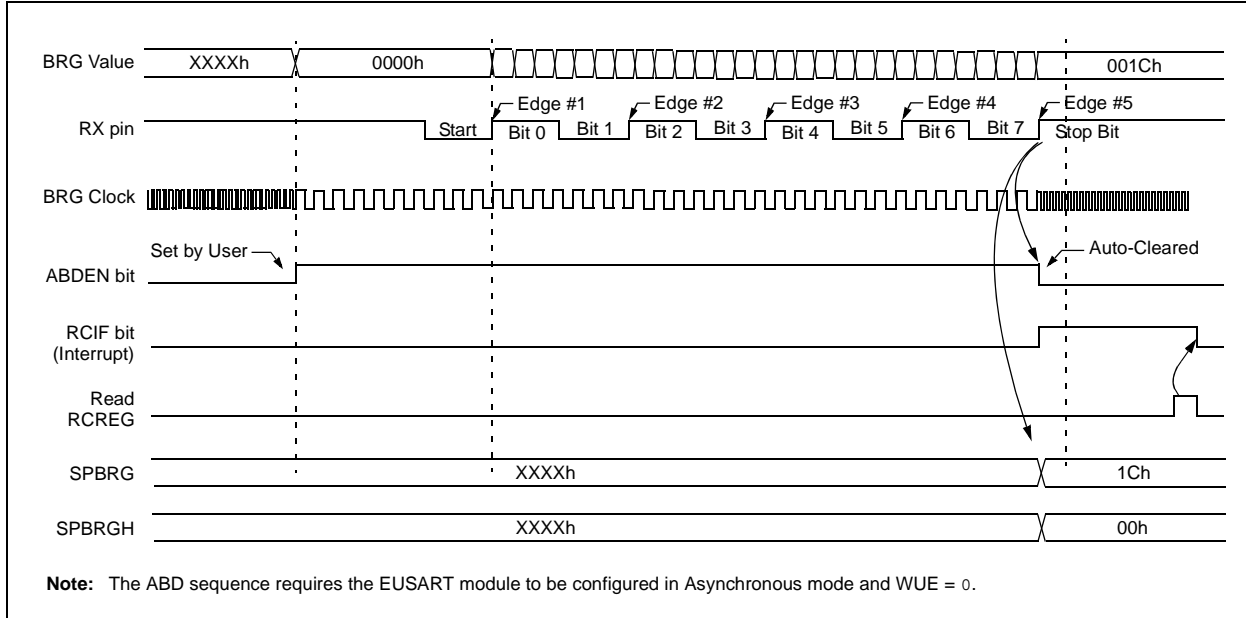 BRG Value XXXXh 0000h 001Ch
Edge #1 Edge #2 Edge #3 Edge #4 Edge #5
RX pin Start Bit 0 Bit 1 Bit 2 Bit 3 Bit 4 Bit 5 Bit 6 Bit 7 Stop Bit
BRG Clock
Set by User Auto-Cleared
ABDEN bit
RCIF bit
(Interrupt)
Read
RCREG
SPBRG XXXXh 1Ch
SPBRGH XXXXh 00h
Note: The ABD sequence requires the EUSART module to be configured in Asynchronous mode and WUE = 0.